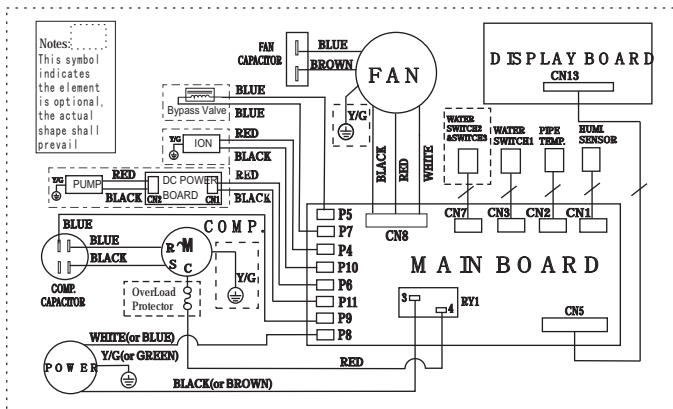 Notes:
This symbol
indicates
the element
is optional,
the actual
shape shall
prevail
FAN
CAPACITOR
BLUE
BROWN
FAN
Y/G
BLACK
RED
WHITE
DISPLAY BOARD
CN13
Bypass Valve
BLUE
BLUE
Y/G
ION
RED
BLACK
Y/G
PUMP
RED
BLACK
CN2
DC POWER
BOARD
CN1
RED
BLACK
WATER
SWITCH2
&SWITCH3
WATER
SWITCH1
PIPE
TEMP.
HUMI.
SENSOR
CN7
CN3
CN2
CN1
CN8
P5
P7
P4
P10
P6
P11
P9
P8
MAIN BOARD
3
4
RY1
CN5
BLUE
BLUE
BLACK
COMP.
CAPACITOR
COMP.
R
~M
S
C
Y/G
OverLoad
Protector
WHITE(or BLUE)
Y/G(or GREEN)
POWER
BLACK(or BROWN)
RED